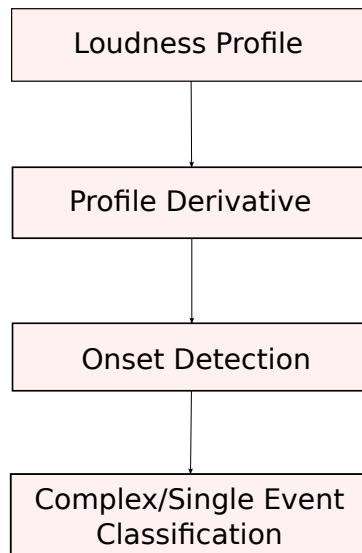 Loudness Profile
Profile Derivative
Onset Detection
Complex/Single Event
Classification